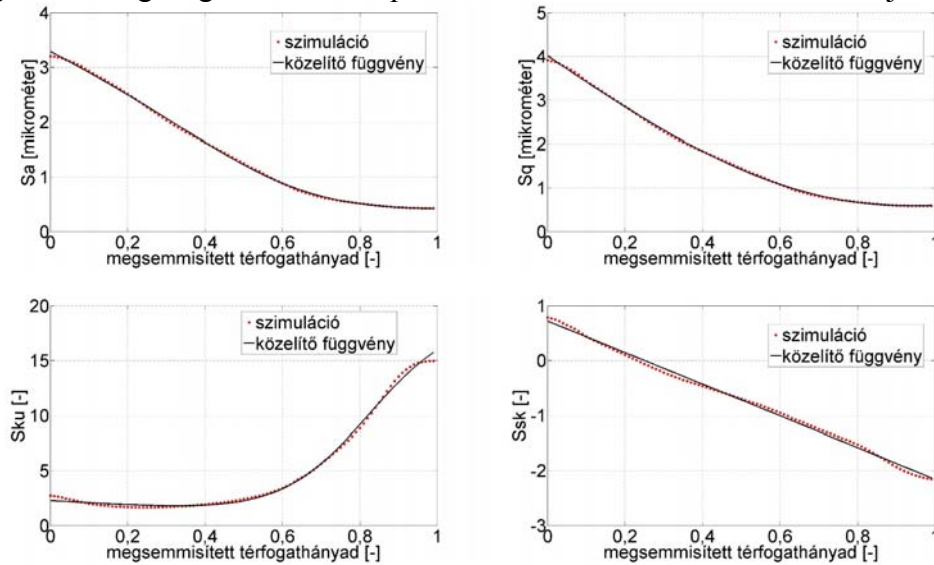 4
3
2
1
0
Sa [mikrométer]
szimuláció
közelítő függvény
0 0,2 0,4 0,6 0,8 1
megsemmisített térfogathányad [-]
5
4
3
2
1
0
Sq [mikrométer]
szimuláció
közelítő függvény
0 0,2 0,4 0,6 0,8 1
megsemmisített térfogathányad [-]
20
15
10
5
0
Sku [-]
szimuláció
közelítő függvény
0 0,2 0,4 0,6 0,8 1
megsemmisített térfogathányad [-]
1
0
-1
-2
-3
Ssk [-]
szimuláció
közelítő függvény
0 0,2 0,4 0,6 0,8 1
megsemmisített térfogathányad [-]